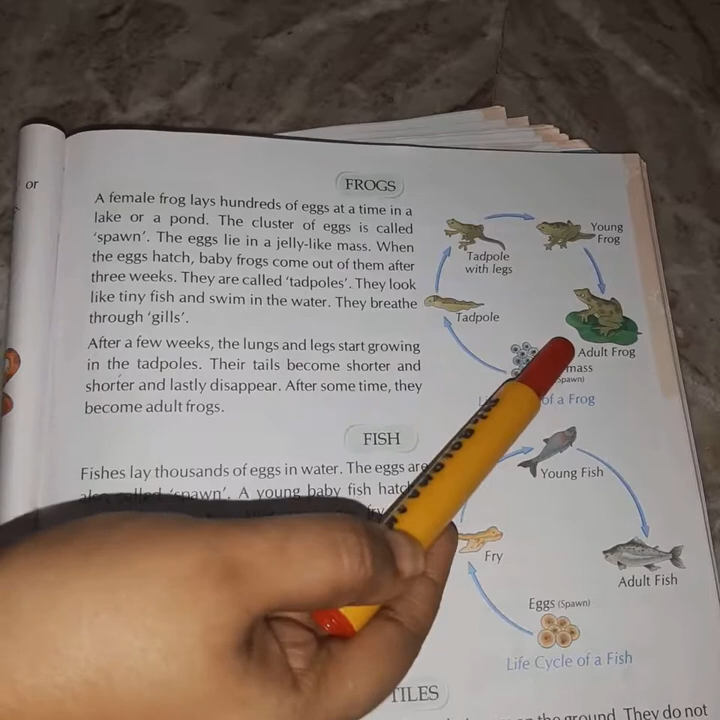 or
FROGS
A female frog lays hundreds of eggs at a time in a
lake or a pond. The cluster of eggs is called
'spawn'. The eggs lie in a jelly-like mass. When
the eggs hatch, baby frogs come out of them after
three weeks. They are called 'tadpoles'. They look
like tiny fish and swim in the water. They breathe
through 'gills'.
After a few weeks, the lungs and legs start growing
in the tadpoles. Their tails become shorter and
shorter and lastly disappear. After some time, they
become adult frogs.
Tadpole
with legs
Young
Frog
Tadpole
Adult Frog
mass
of a Frog
FISH
Fishes lay thousands of eggs in water. The eggs are
also called 'spawn'. A young baby fish
Young Fish
Fry
Adult Fish
Eggs (Spawn)
Life Cycle of a Fish
on the ground. They do not